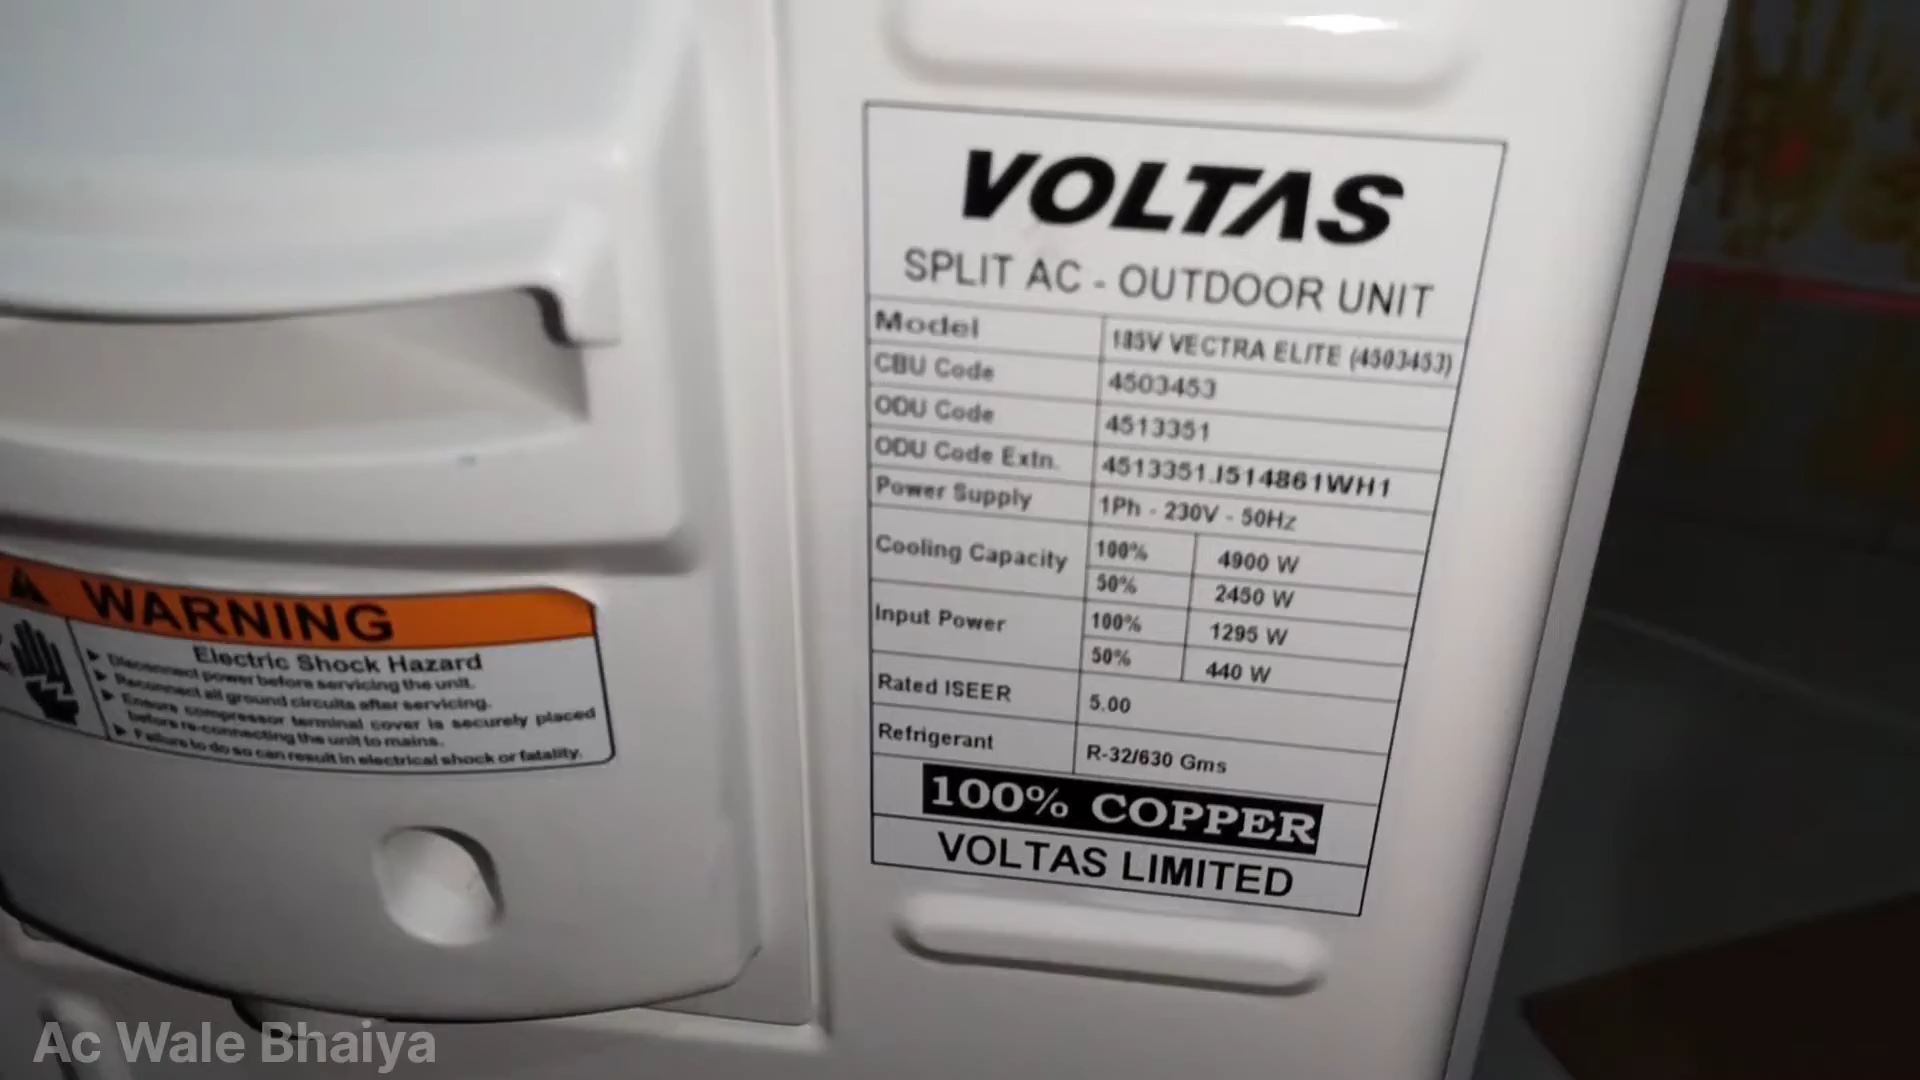 VOLTAS
SPLIT AC - OUTDOOR UNIT
Model 185V VECTRA ELITE (4503453)
CBU Code 4503453
ODU Code 4513351
ODU Code Extn. 4513351.I514861WH1
Power Supply 1Ph - 230V - 50Hz
Cooling Capacity 100% 4900 W
50% 2450 W
Input Power 100% 1295 W
50% 440 W
Rated ISEER 5.00
Refrigerant R-32/630 Gms
100% COPPER
VOLTAS LIMITED
WARNING
Electric Shock Hazard
Disconnect power before servicing the unit.
Reconnect all ground circuits after servicing.
Ensure compressor terminal cover is securely placed
before re-connecting the unit to mains.
Failure to do so can result in electrical shock or fatality.
Ac Wale Bhaiya